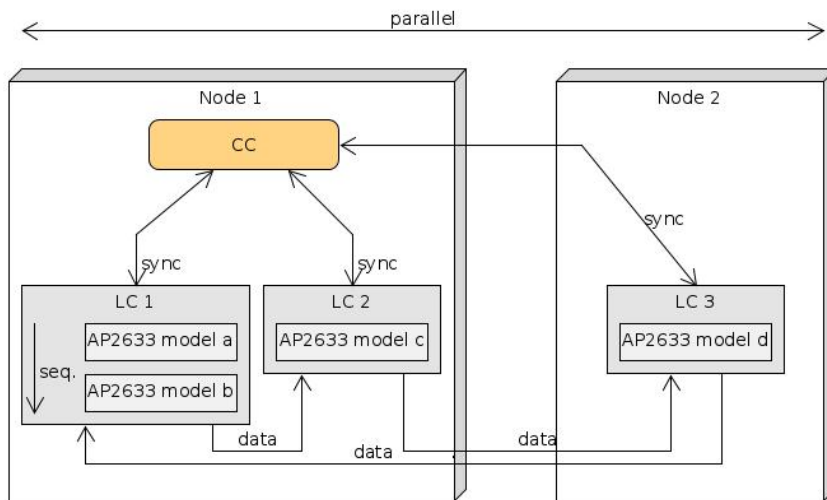 parallel
Node 1
Node 2
CC
sync
sync
sync
LC 1
LC 2
LC 3
AP2633 model a
AP2633 model c
AP2633 model d
seq.
AP2633 model b
data
data
data